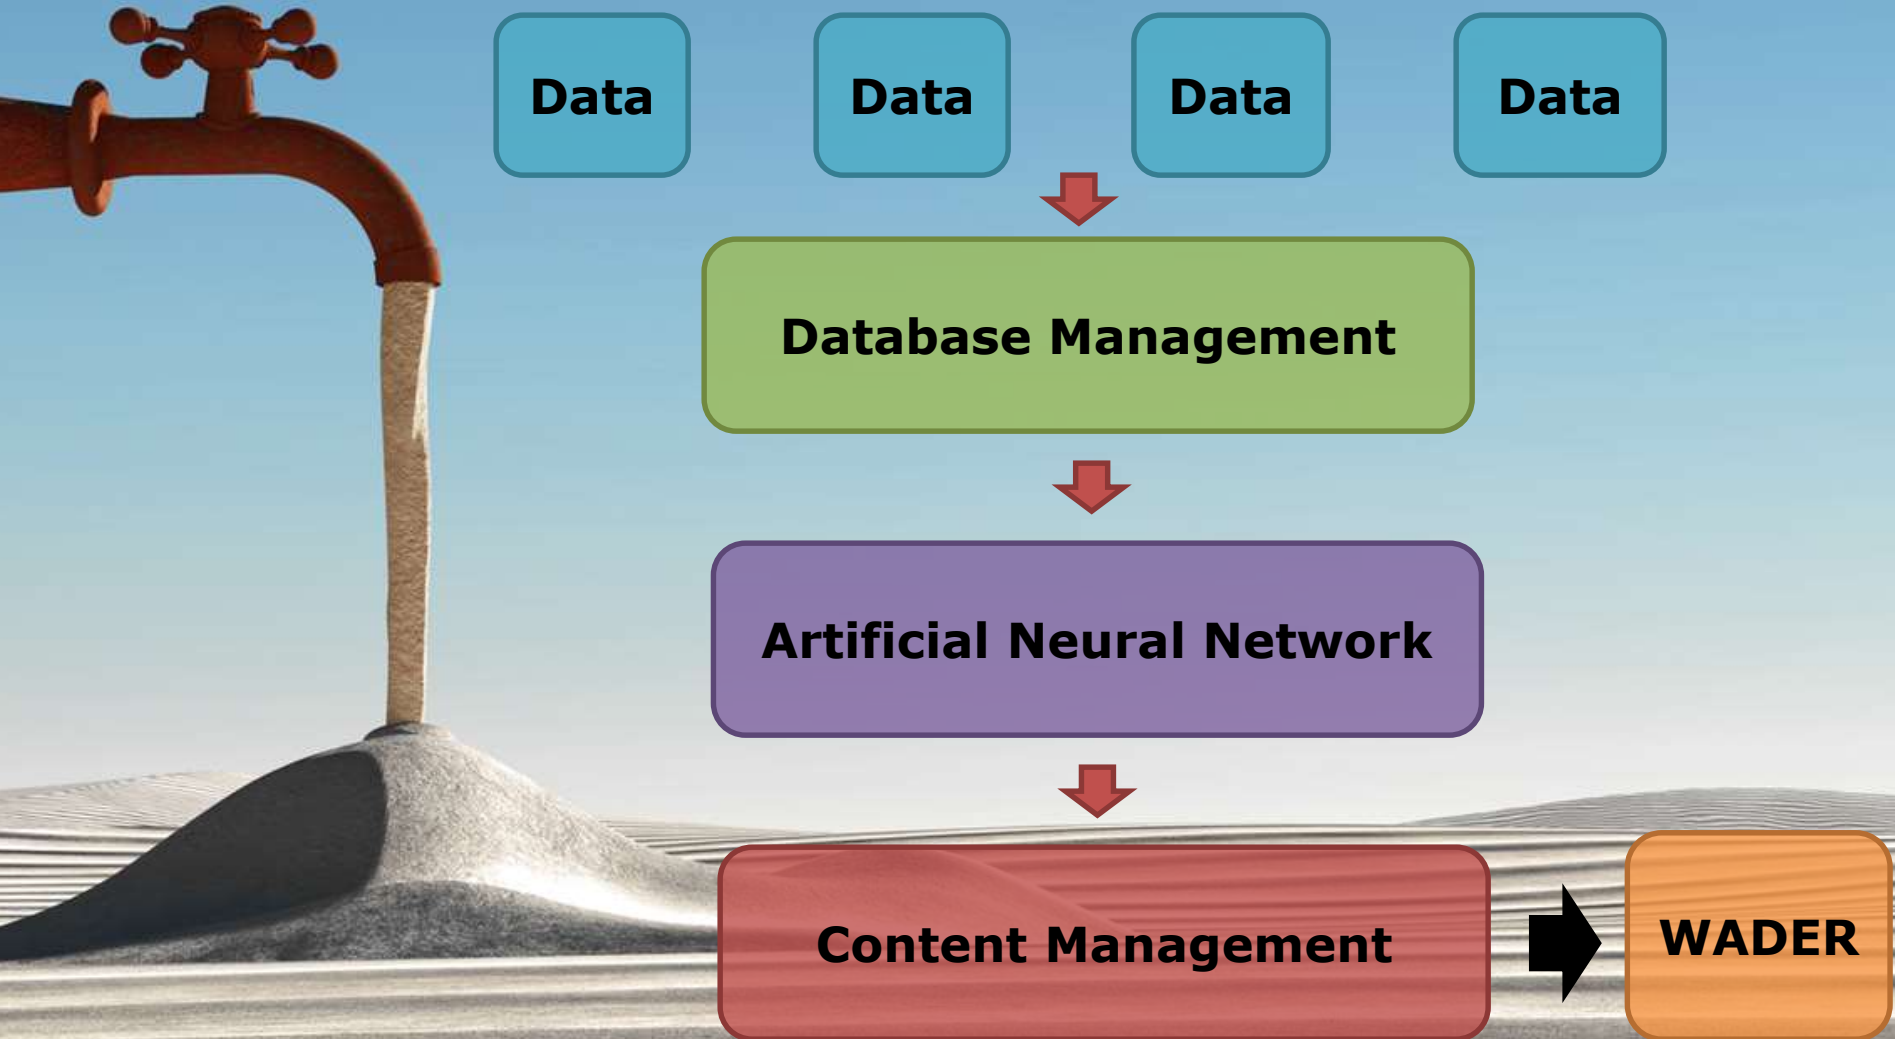 Data
Data
Data
Data
Database Management
Artificial Neural Network
Content Management
WADER